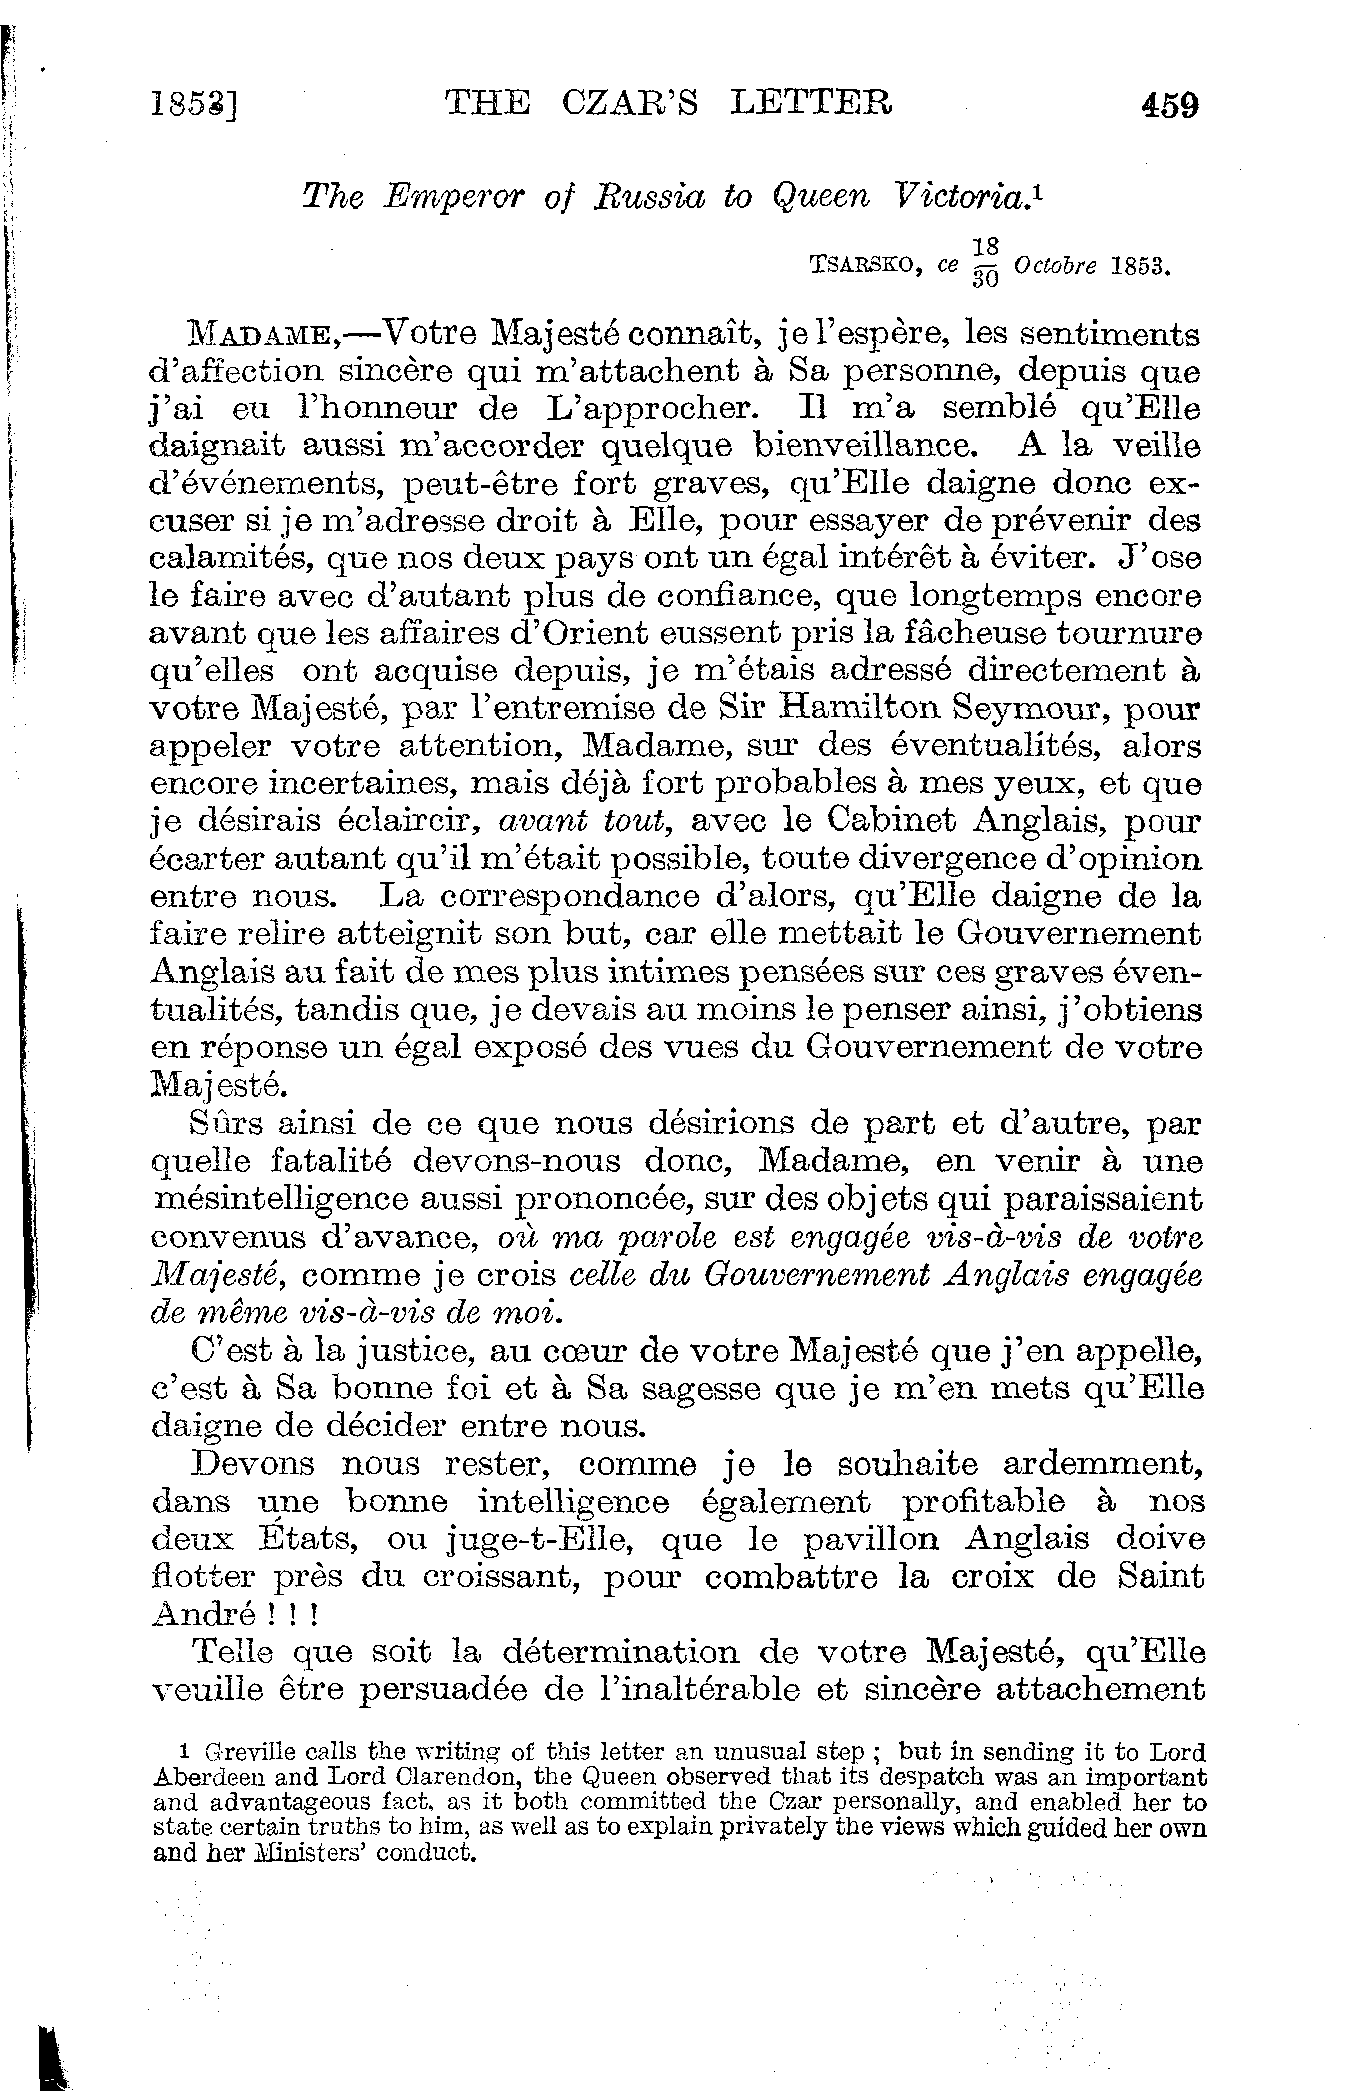 1853] THE CZAR'S LETTER 459
The Emperor of Russia to Queen Victoria.1
TSARSKO, ce 18/30 Octobre 1853.
MADAME,—Votre Majesté connaît, je l'espère, les sentiments
d'affection sincère qui m'attachent à Sa personne, depuis que
j'ai eu l'honneur de L'approcher. Il m'a semblé qu'Elle
daignait aussi m'accorder quelque bienveillance. A la veille
d'événements, peut-être fort graves, qu'Elle daigne donc ex-
cuser si je m'adresse droit à Elle, pour essayer de prévenir des
calamités, que nos deux pays ont un égal intérêt à éviter. J'ose
le faire avec d'autant plus de confiance, que longtemps encore
avant que les affaires d'Orient eussent pris la fâcheuse tournure
qu'elles ont acquise depuis, je m'étais adressé directement à
votre Majesté, par l'entremise de Sir Hamilton Seymour, pour
appeler votre attention, Madame, sur des éventualités, alors
encore incertaines, mais déjà fort probables à mes yeux, et que
je désirais éclaircir, avant tout, avec le Cabinet Anglais, pour
écarter autant qu'il m'était possible, toute divergence d'opinion
entre nous. La correspondance d'alors, qu'Elle daigne de la
faire relire atteignit son but, car elle mettait le Gouvernement
Anglais au fait de mes plus intimes pensées sur ces graves éven-
tualités, tandis que, je devais au moins le penser ainsi, j'obtiens
en réponse un égal exposé des vues du Gouvernement de votre
Majesté.
Sûrs ainsi de ce que nous désirions de part et d'autre, par
quelle fatalité devons-nous donc, Madame, en venir à une
mésintelligence aussi prononcée, sur des objets qui paraissaient
convenus d'avance, où ma parole est engagée vis-à-vis de votre
Majesté, comme je crois celle du Gouvernement Anglais engagée
de même vis-à-vis de moi.
C'est à la justice, au cœur de votre Majesté que j'en appelle,
c'est à Sa bonne foi et à Sa sagesse que je m'en mets qu'Elle
daigne de décider entre nous.
Devons nous rester, comme je le souhaite ardemment,
dans une bonne intelligence également profitable à nos
deux États, ou juge-t-Elle, que le pavillon Anglais doive
flotter près du croissant, pour combattre la croix de Saint
André ! ! !
Telle que soit la détermination de votre Majesté, qu'Elle
veuille être persuadée de l'inaltérable et sincère attachement
1 Greville calls the writing of this letter an unusual step ; but in sending it to Lord
Aberdeen and Lord Clarendon, the Queen observed that its despatch was an important
and advantageous fact, as it both committed the Czar personally, and enabled her to
state certain truths to him, as well as to explain privately the views which guided her own
and her Ministers' conduct.